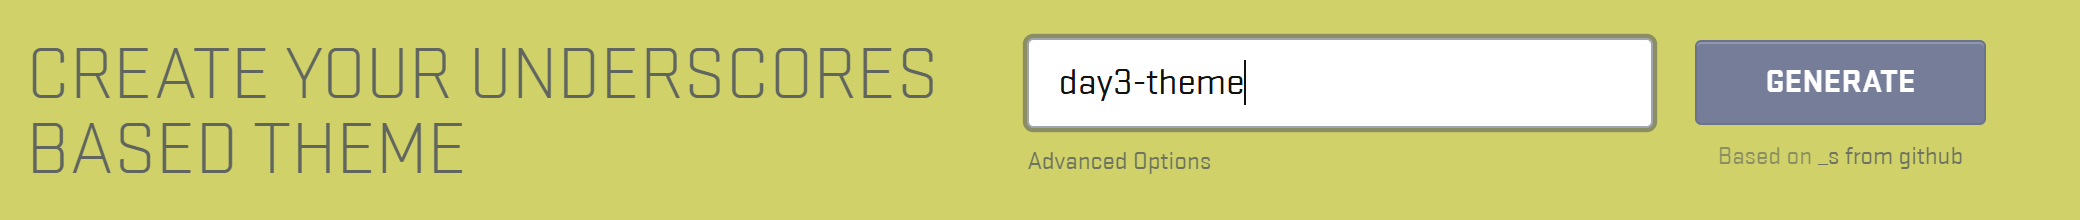 CREATE YOUR UNDERSCORES
BASED THEME
day3-theme
Advanced Options
GENERATE
Based on _s from github